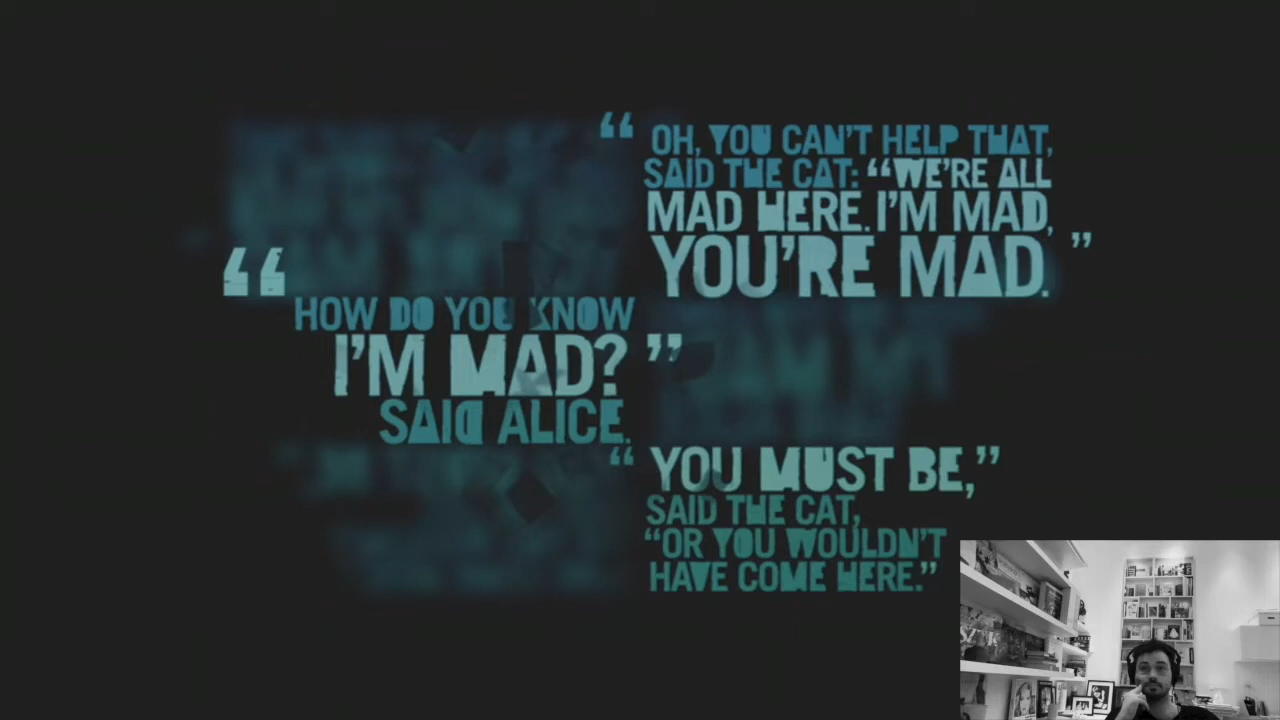 “ OH, YOU CAN'T HELP THAT,
SAID THE CAT: “WE'RE ALL
MAD HERE. I'M MAD,
YOU'RE MAD. ”
“ HOW DO YOU KNOW
I'M MAD? ”
SAID ALICE.
“ YOU MUST BE,”
SAID THE CAT,
“OR YOU WOULDN'T
HAVE COME HERE.”